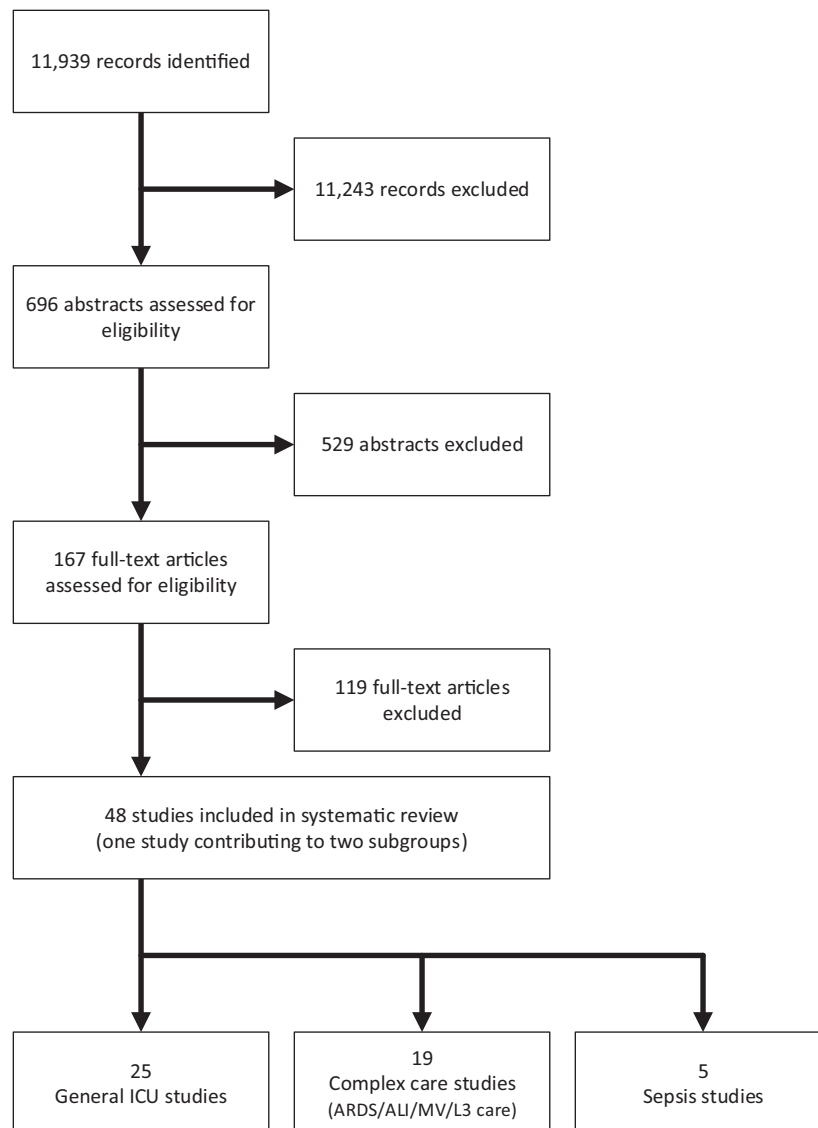 11,939 records identified
11,243 records excluded
696 abstracts assessed for
eligibility
529 abstracts excluded
167 full-text articles
assessed for eligibility
119 full-text articles
excluded
48 studies included in systematic review
(one study contributing to two subgroups)
25
General ICU studies
19
Complex care studies
(ARDS/ALI/MV/L3 care)
5
Sepsis studies